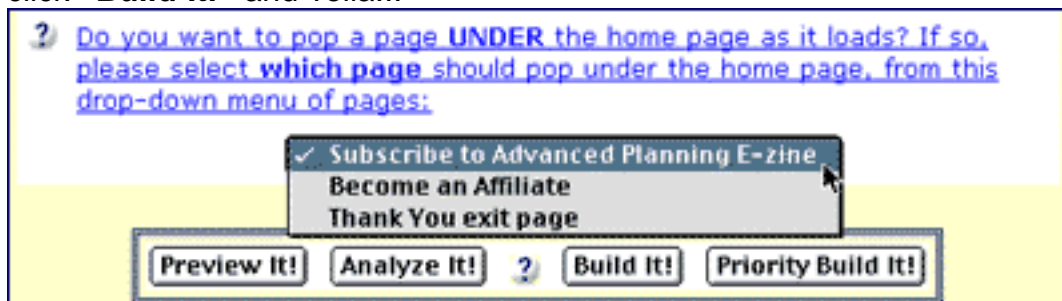 Do you want to pop a page UNDER the home page as it loads? If so,
please select which page should pop under the home page, from this
drop-down menu of pages:
✓ Subscribe to Advanced Planning E-zine
Become an Affiliate
Thank You exit page
Preview It! Analyze It! ? Build It! Priority Build It!